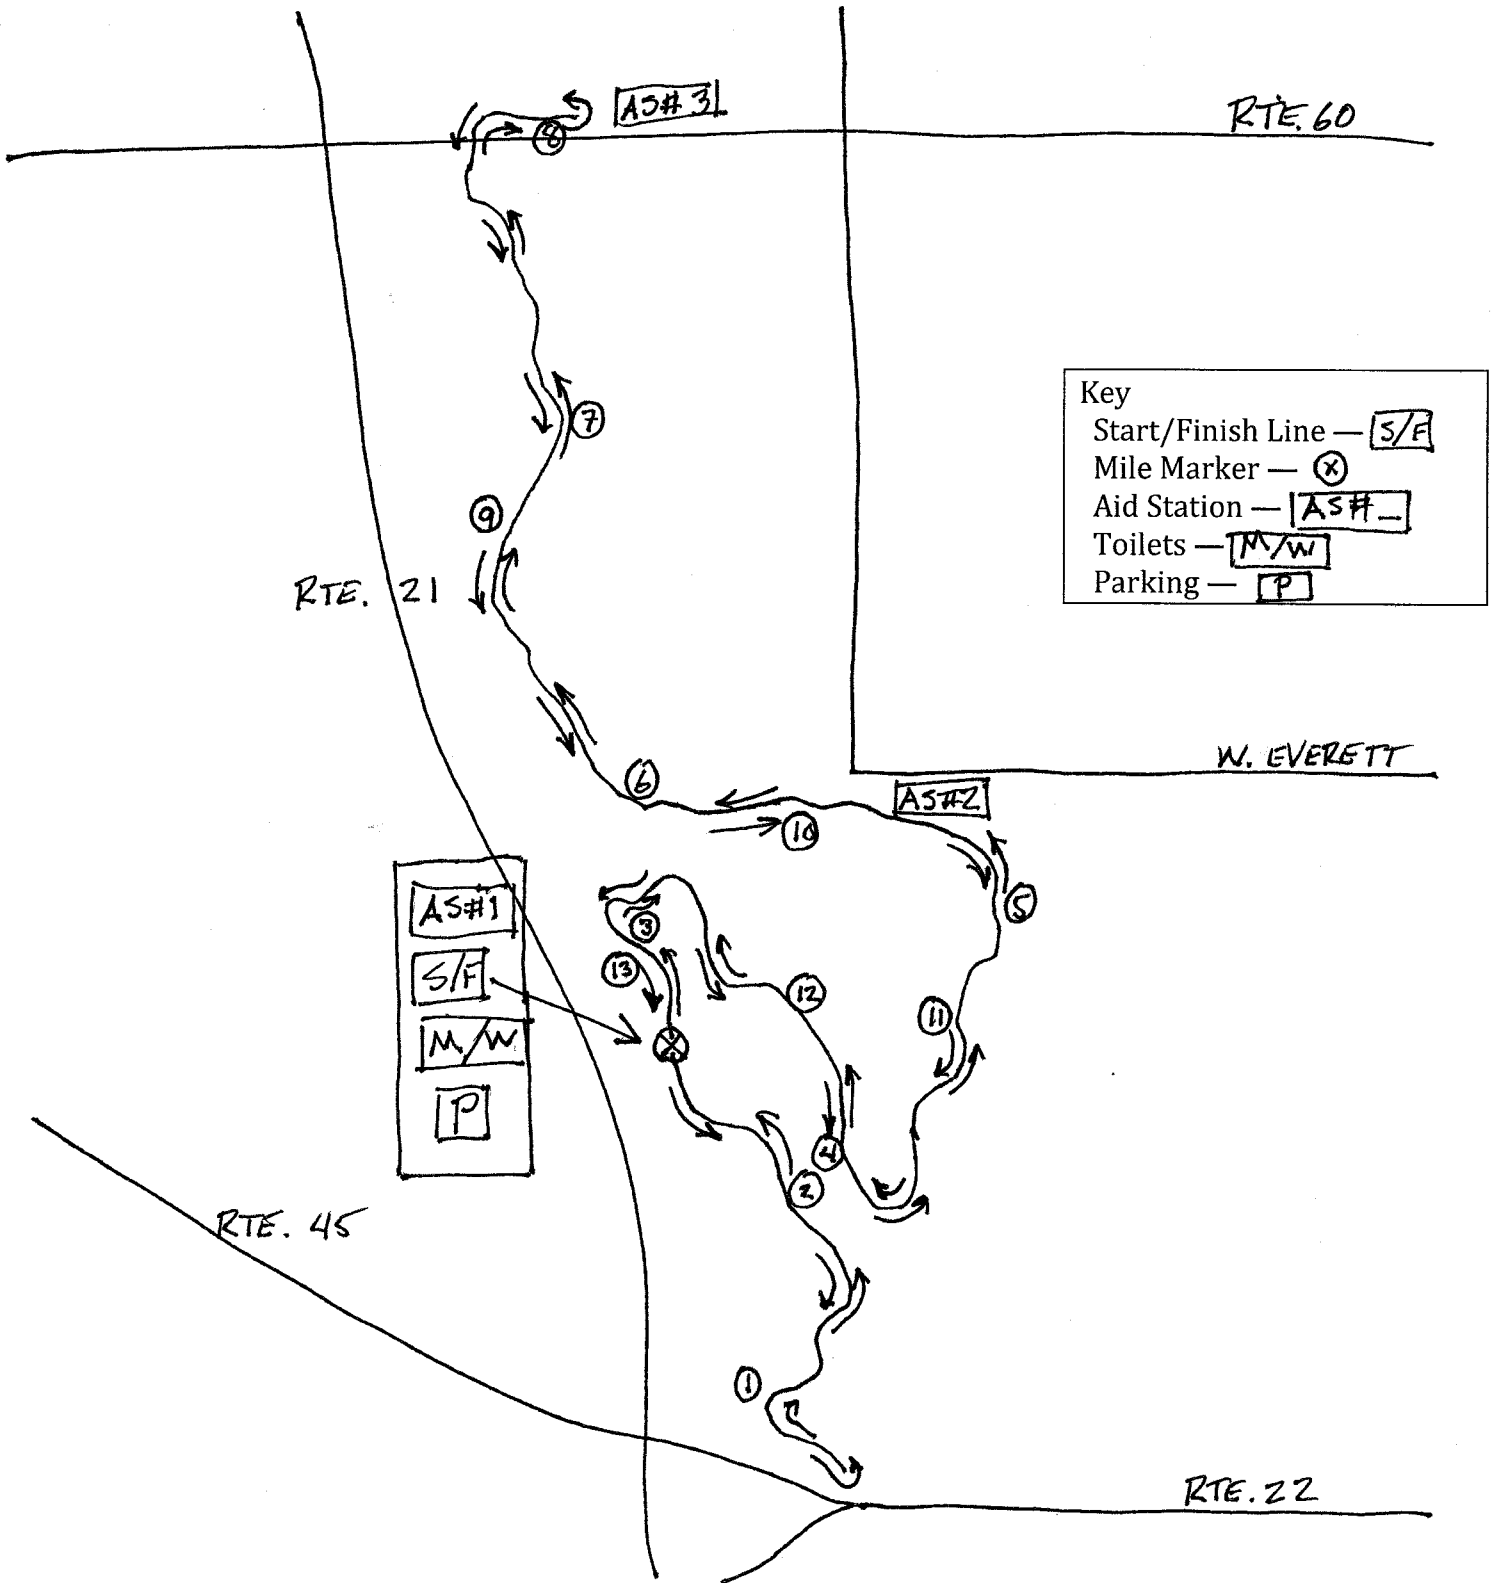 AS# 3
RTE. 60
8
7
Key
Start/Finish Line — S/F
Mile Marker — X
Aid Station — AS# _
Toilets — M/W
Parking — P
9
RTE. 21
W. EVERETT
6
AS#2
10
AS#1
5
3
S/F
13
12
11
M/W
P
4
2
RTE. 45
1
RTE. 22